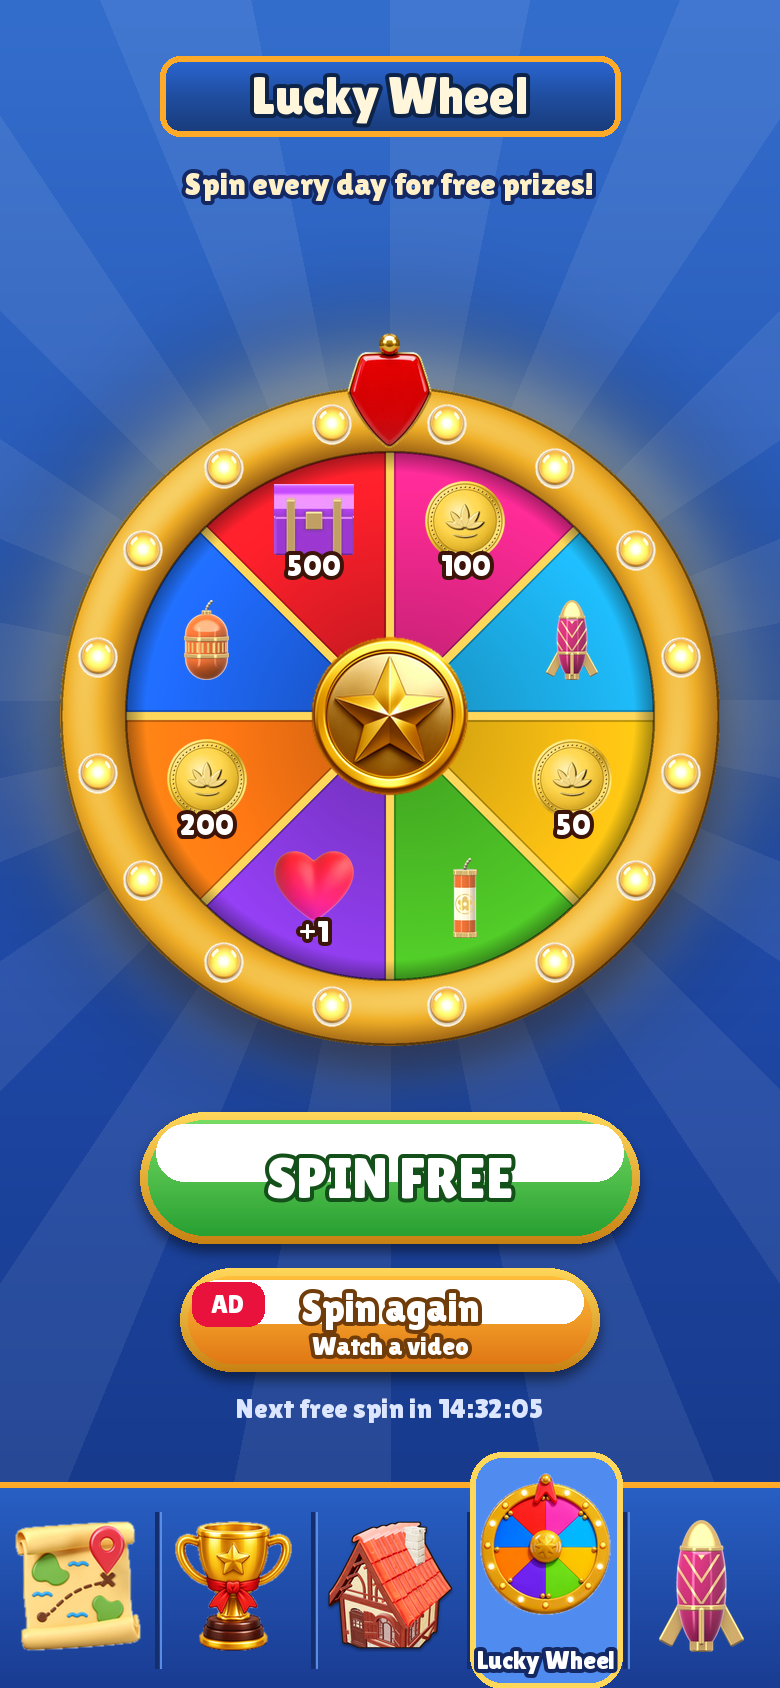 Lucky Wheel
Spin every day for free prizes!
500
100
200
50
+1
SPIN FREE
AD
Spin again
Watch a video
Next free spin in 14:32:05
Lucky Wheel